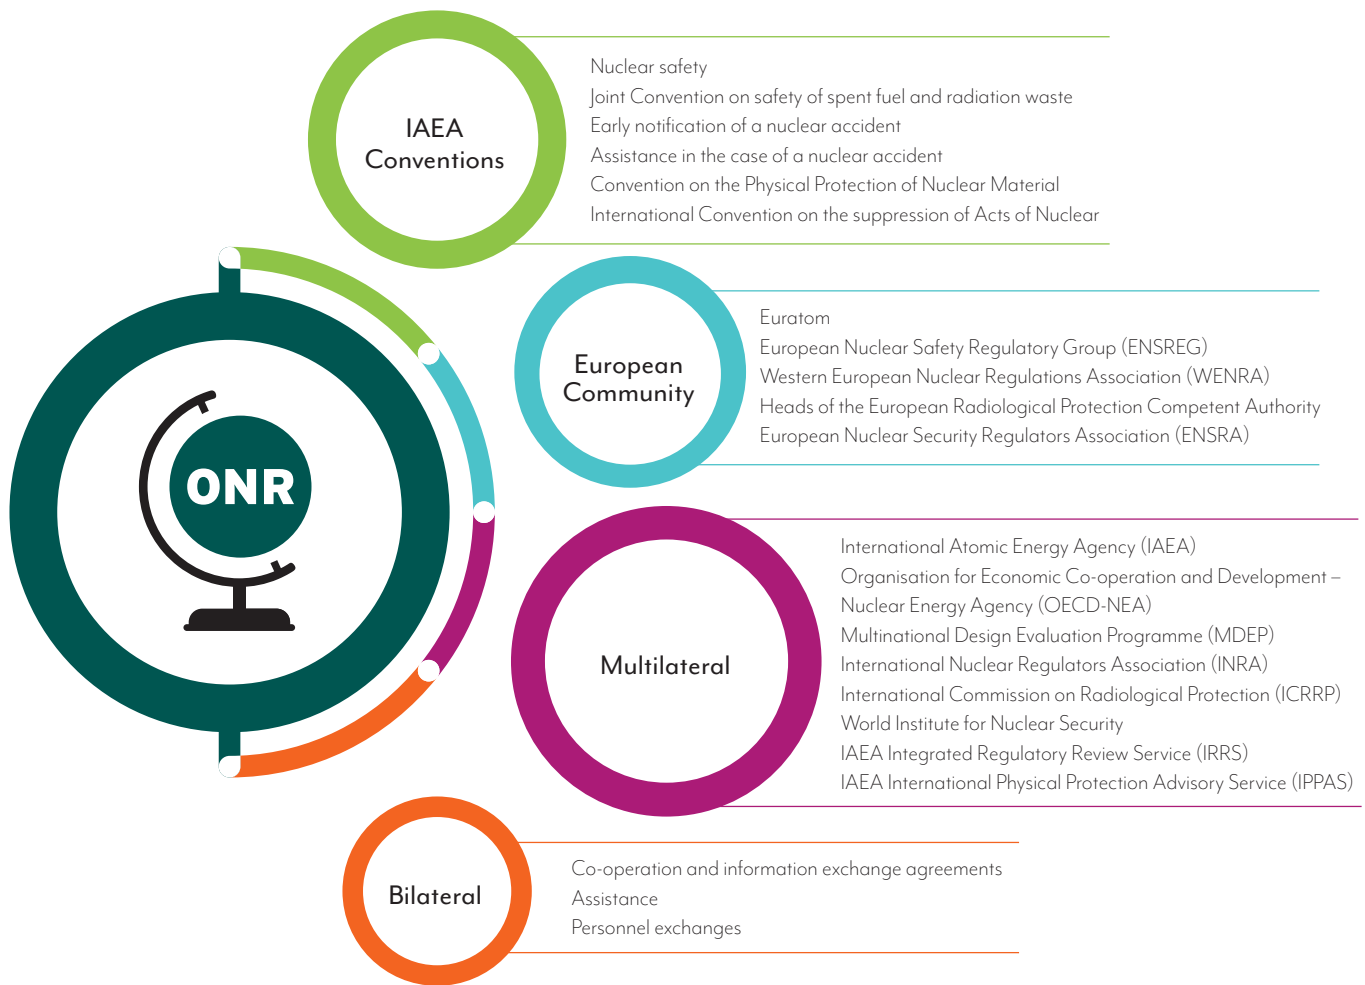 IAEA
Conventions
Nuclear safety
Joint Convention on safety of spent fuel and radiation waste
Early notification of a nuclear accident
Assistance in the case of a nuclear accident
Convention on the Physical Protection of Nuclear Material
International Convention on the suppression of Acts of Nuclear
European
Community
Euratom
European Nuclear Safety Regulatory Group (ENSREG)
Western European Nuclear Regulations Association (WENRA)
Heads of the European Radiological Protection Competent Authority
European Nuclear Security Regulators Association (ENSRA)
ONR
Multilateral
International Atomic Energy Agency (IAEA)
Organisation for Economic Co-operation and Development –
Nuclear Energy Agency (OECD-NEA)
Multinational Design Evaluation Programme (MDEP)
International Nuclear Regulators Association (INRA)
International Commission on Radiological Protection (ICRRP)
World Institute for Nuclear Security
IAEA Integrated Regulatory Review Service (IRRS)
IAEA International Physical Protection Advisory Service (IPPAS)
Bilateral
Co-operation and information exchange agreements
Assistance
Personnel exchanges